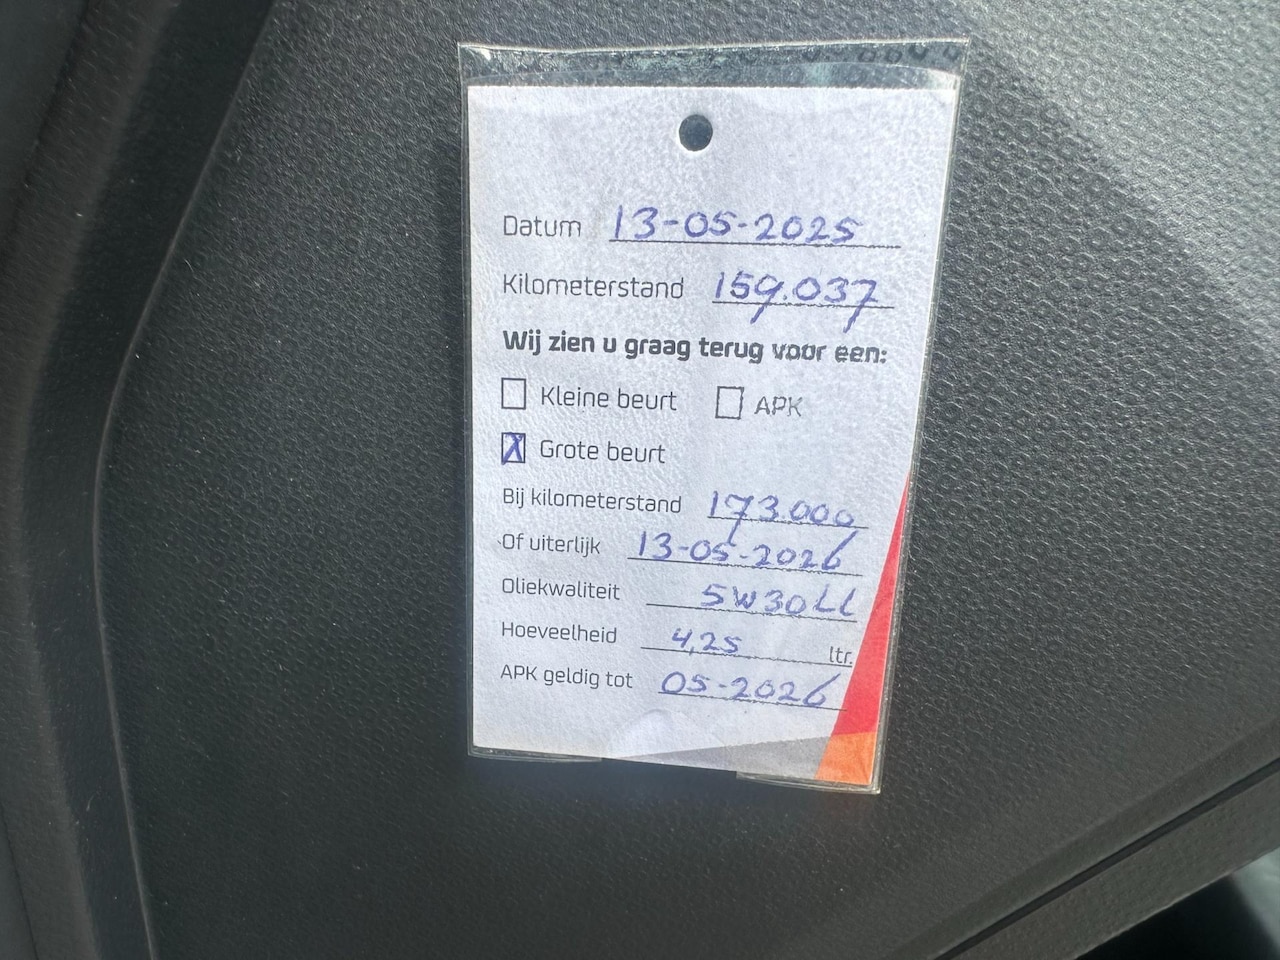 Datum 13-05-2025
Kilometerstand 159.037
Wij zien u graag terug voor een:
Kleine beurt APK
Grote beurt
Bij kilometerstand 173.000
Of uiterlijk 13-05-2026
Oliekwaliteit 5W30LL
Hoeveelheid 4,25 ltr.
APK geldig tot 05-2026